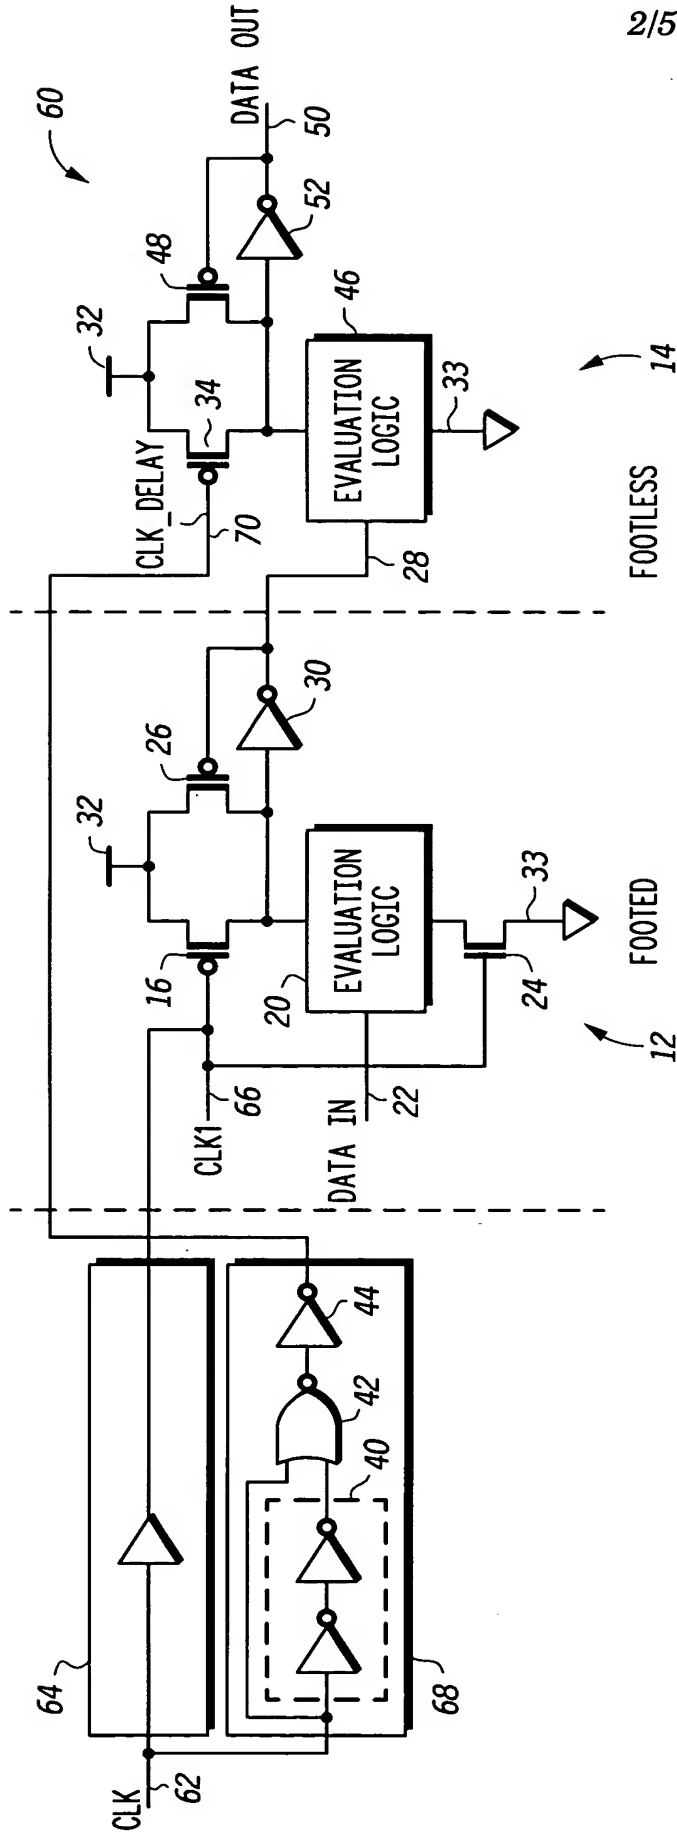 2/5
60
CLK
62
64
68
40
42
44
CLK1
66
DATA IN
22
16
20
EVALUATION
LOGIC
24
33
32
26
30
12
FOOTED
28
CLK_DELAY
70
34
32
48
EVALUATION
LOGIC
46
33
52
50
DATA OUT
14
FOOTLESS